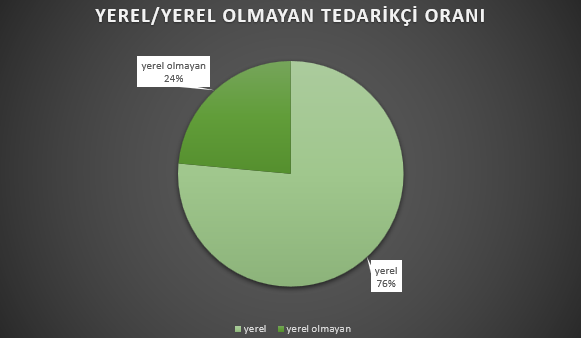 YEREL/YEREL OLMAYAN TEDARİKÇİ ORANI
yerel olmayan
24%
yerel
76%
yerel yerel olmayan